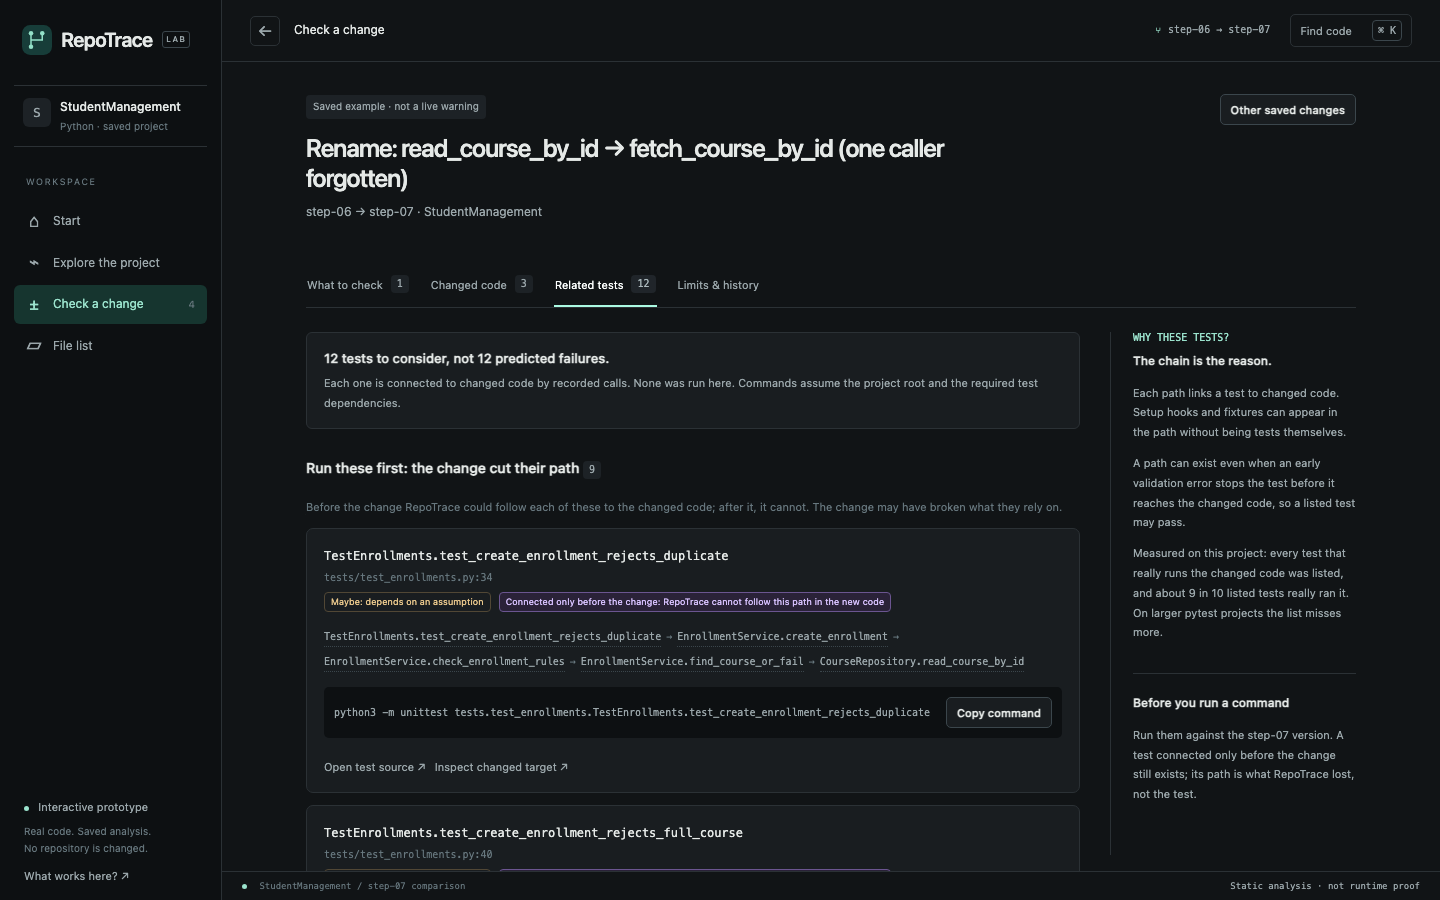 RepoTrace LAB
S
StudentManagement
Python · saved project
WORKSPACE
Start
Explore the project
Check a change 4
File list
Interactive prototype
Real code. Saved analysis.
No repository is changed.
What works here? ↗
← Check a change
step-06 → step-07
Find code ⌘ K
Saved example · not a live warning
Other saved changes
Rename: read_course_by_id → fetch_course_by_id (one caller
forgotten)
step-06 → step-07 · StudentManagement
What to check 1
Changed code 3
Related tests 12
Limits & history
12 tests to consider, not 12 predicted failures.
Each one is connected to changed code by recorded calls. None was run here. Commands assume the project root and the required test
dependencies.
Run these first: the change cut their path 9
Before the change RepoTrace could follow each of these to the changed code; after it, it cannot. The change may have broken what they rely on.
TestEnrollments.test_create_enrollment_rejects_duplicate
tests/test_enrollments.py:34
Maybe: depends on an assumption
Connected only before the change: RepoTrace cannot follow this path in the new code
TestEnrollments.test_create_enrollment_rejects_duplicate → EnrollmentService.create_enrollment →
EnrollmentService.check_enrollment_rules → EnrollmentService.find_course_or_fail → CourseRepository.read_course_by_id
python3 -m unittest tests.test_enrollments.TestEnrollments.test_create_enrollment_rejects_duplicate
Copy command
Open test source ↗ Inspect changed target ↗
TestEnrollments.test_create_enrollment_rejects_full_course
tests/test_enrollments.py:40
WHY THESE TESTS?
The chain is the reason.
Each path links a test to changed code.
Setup hooks and fixtures can appear in
the path without being tests themselves.
A path can exist even when an early
validation error stops the test before it
reaches the changed code, so a listed test
may pass.
Measured on this project: every test that
really runs the changed code was listed,
and about 9 in 10 listed tests really ran it.
On larger pytest projects the list misses
more.
Before you run a command
Run them against the step-07 version. A
test connected only before the change
still exists; its path is what RepoTrace lost,
not the test.
StudentManagement / step-07 comparison
Static analysis · not runtime proof